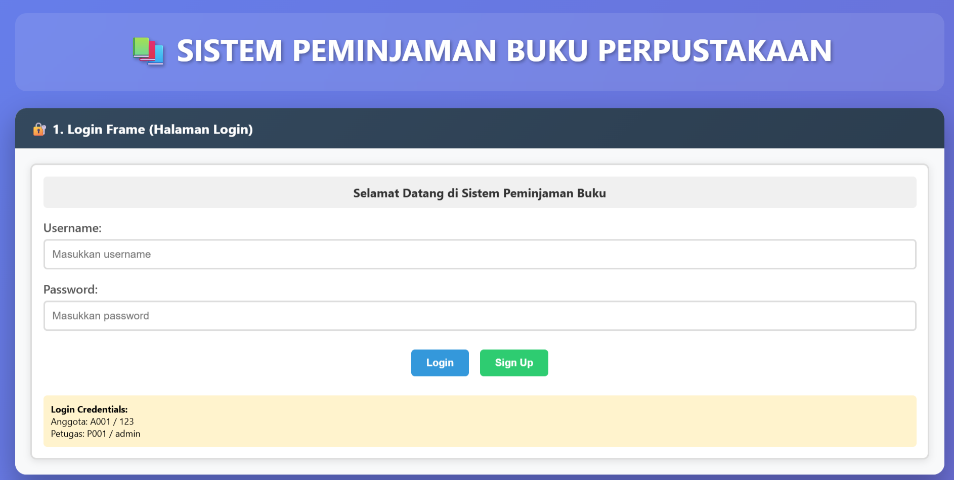 SISTEM PEMINJAMAN BUKU PERPUSTAKAAN
1. Login Frame (Halaman Login)
Selamat Datang di Sistem Peminjaman Buku
Username:
Masukkan username
Password:
Masukkan password
Login Sign Up
Login Credentials:
Anggota: A001 / 123
Petugas: P001 / admin